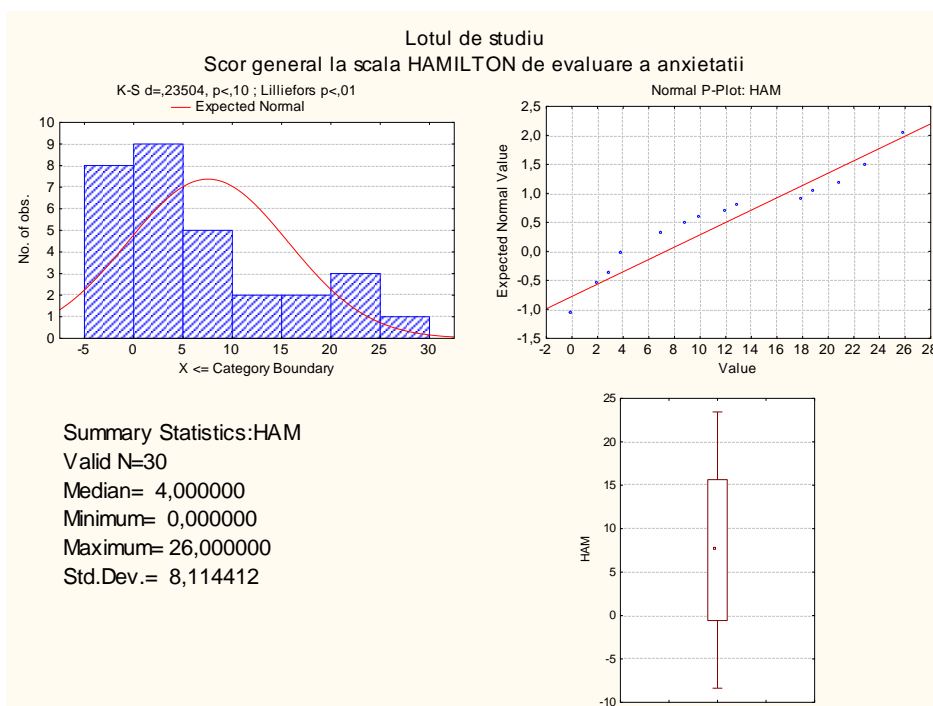 Lotul de studiu
Scor general la scala HAMILTON de evaluare a anxietatii
K-S d=,23504, p<,10 ; Lilliefors p<,01
Expected Normal
10
9
8
7
6
5
4
3
2
1
0
No. of obs.
-5 0 5 10 15 20 25 30
X <= Category Boundary
Normal P-Plot: HAM
2,5
2,0
1,5
1,0
0,5
0,0
-0,5
-1,0
-1,5
Expected Normal Value
-2 0 2 4 6 8 10 12 14 16 18 20 22 24 26 28
Value
Summary Statistics:HAM
Valid N=30
Median= 4,000000
Minimum= 0,000000
Maximum= 26,000000
Std.Dev.= 8,114412
25
20
15
10
5
0
-5
-10
HAM